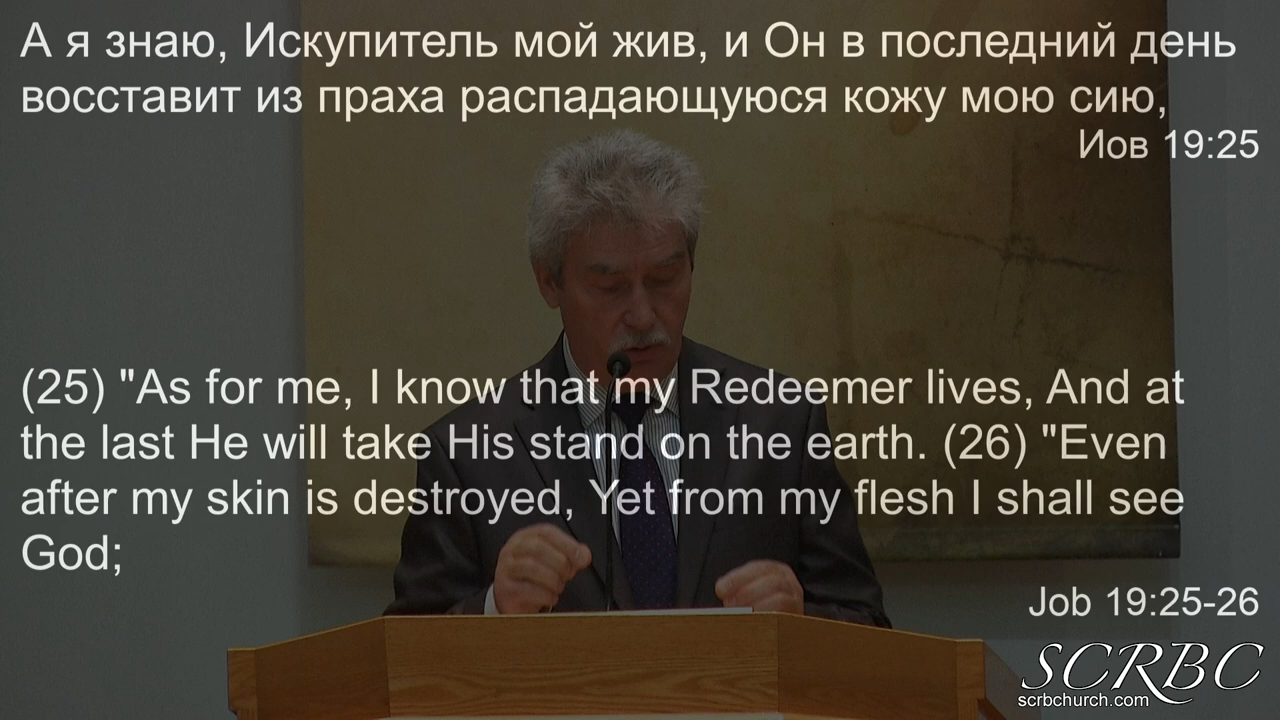 А я знаю, Искупитель мой жив, и Он в последний день
восставит из праха распадающуюся кожу мою сию,
Иов 19:25
(25) "As for me, I know that my Redeemer lives, And at
the last He will take His stand on the earth. (26) "Even
after my skin is destroyed, Yet from my flesh I shall see
God;
Job 19:25-26
SCRBC
scrbchurch.com